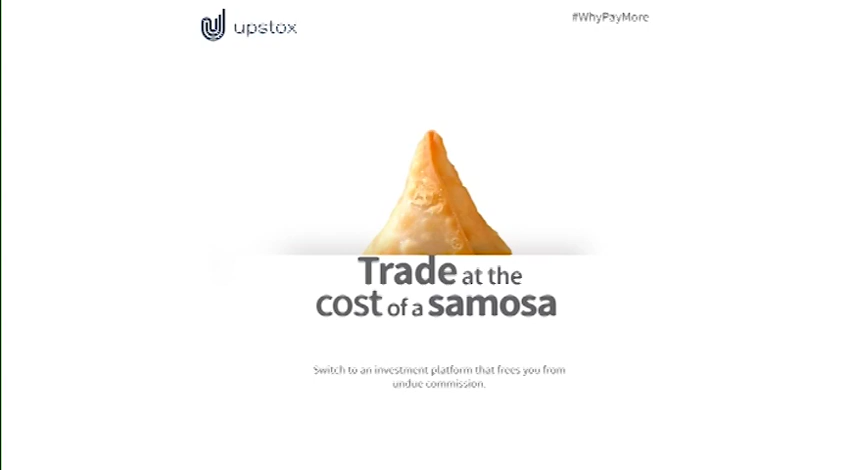 upstox
#WhyPayMore
Trade at the
cost of a samosa
Switch to an investment platform that frees you from
undue commission.